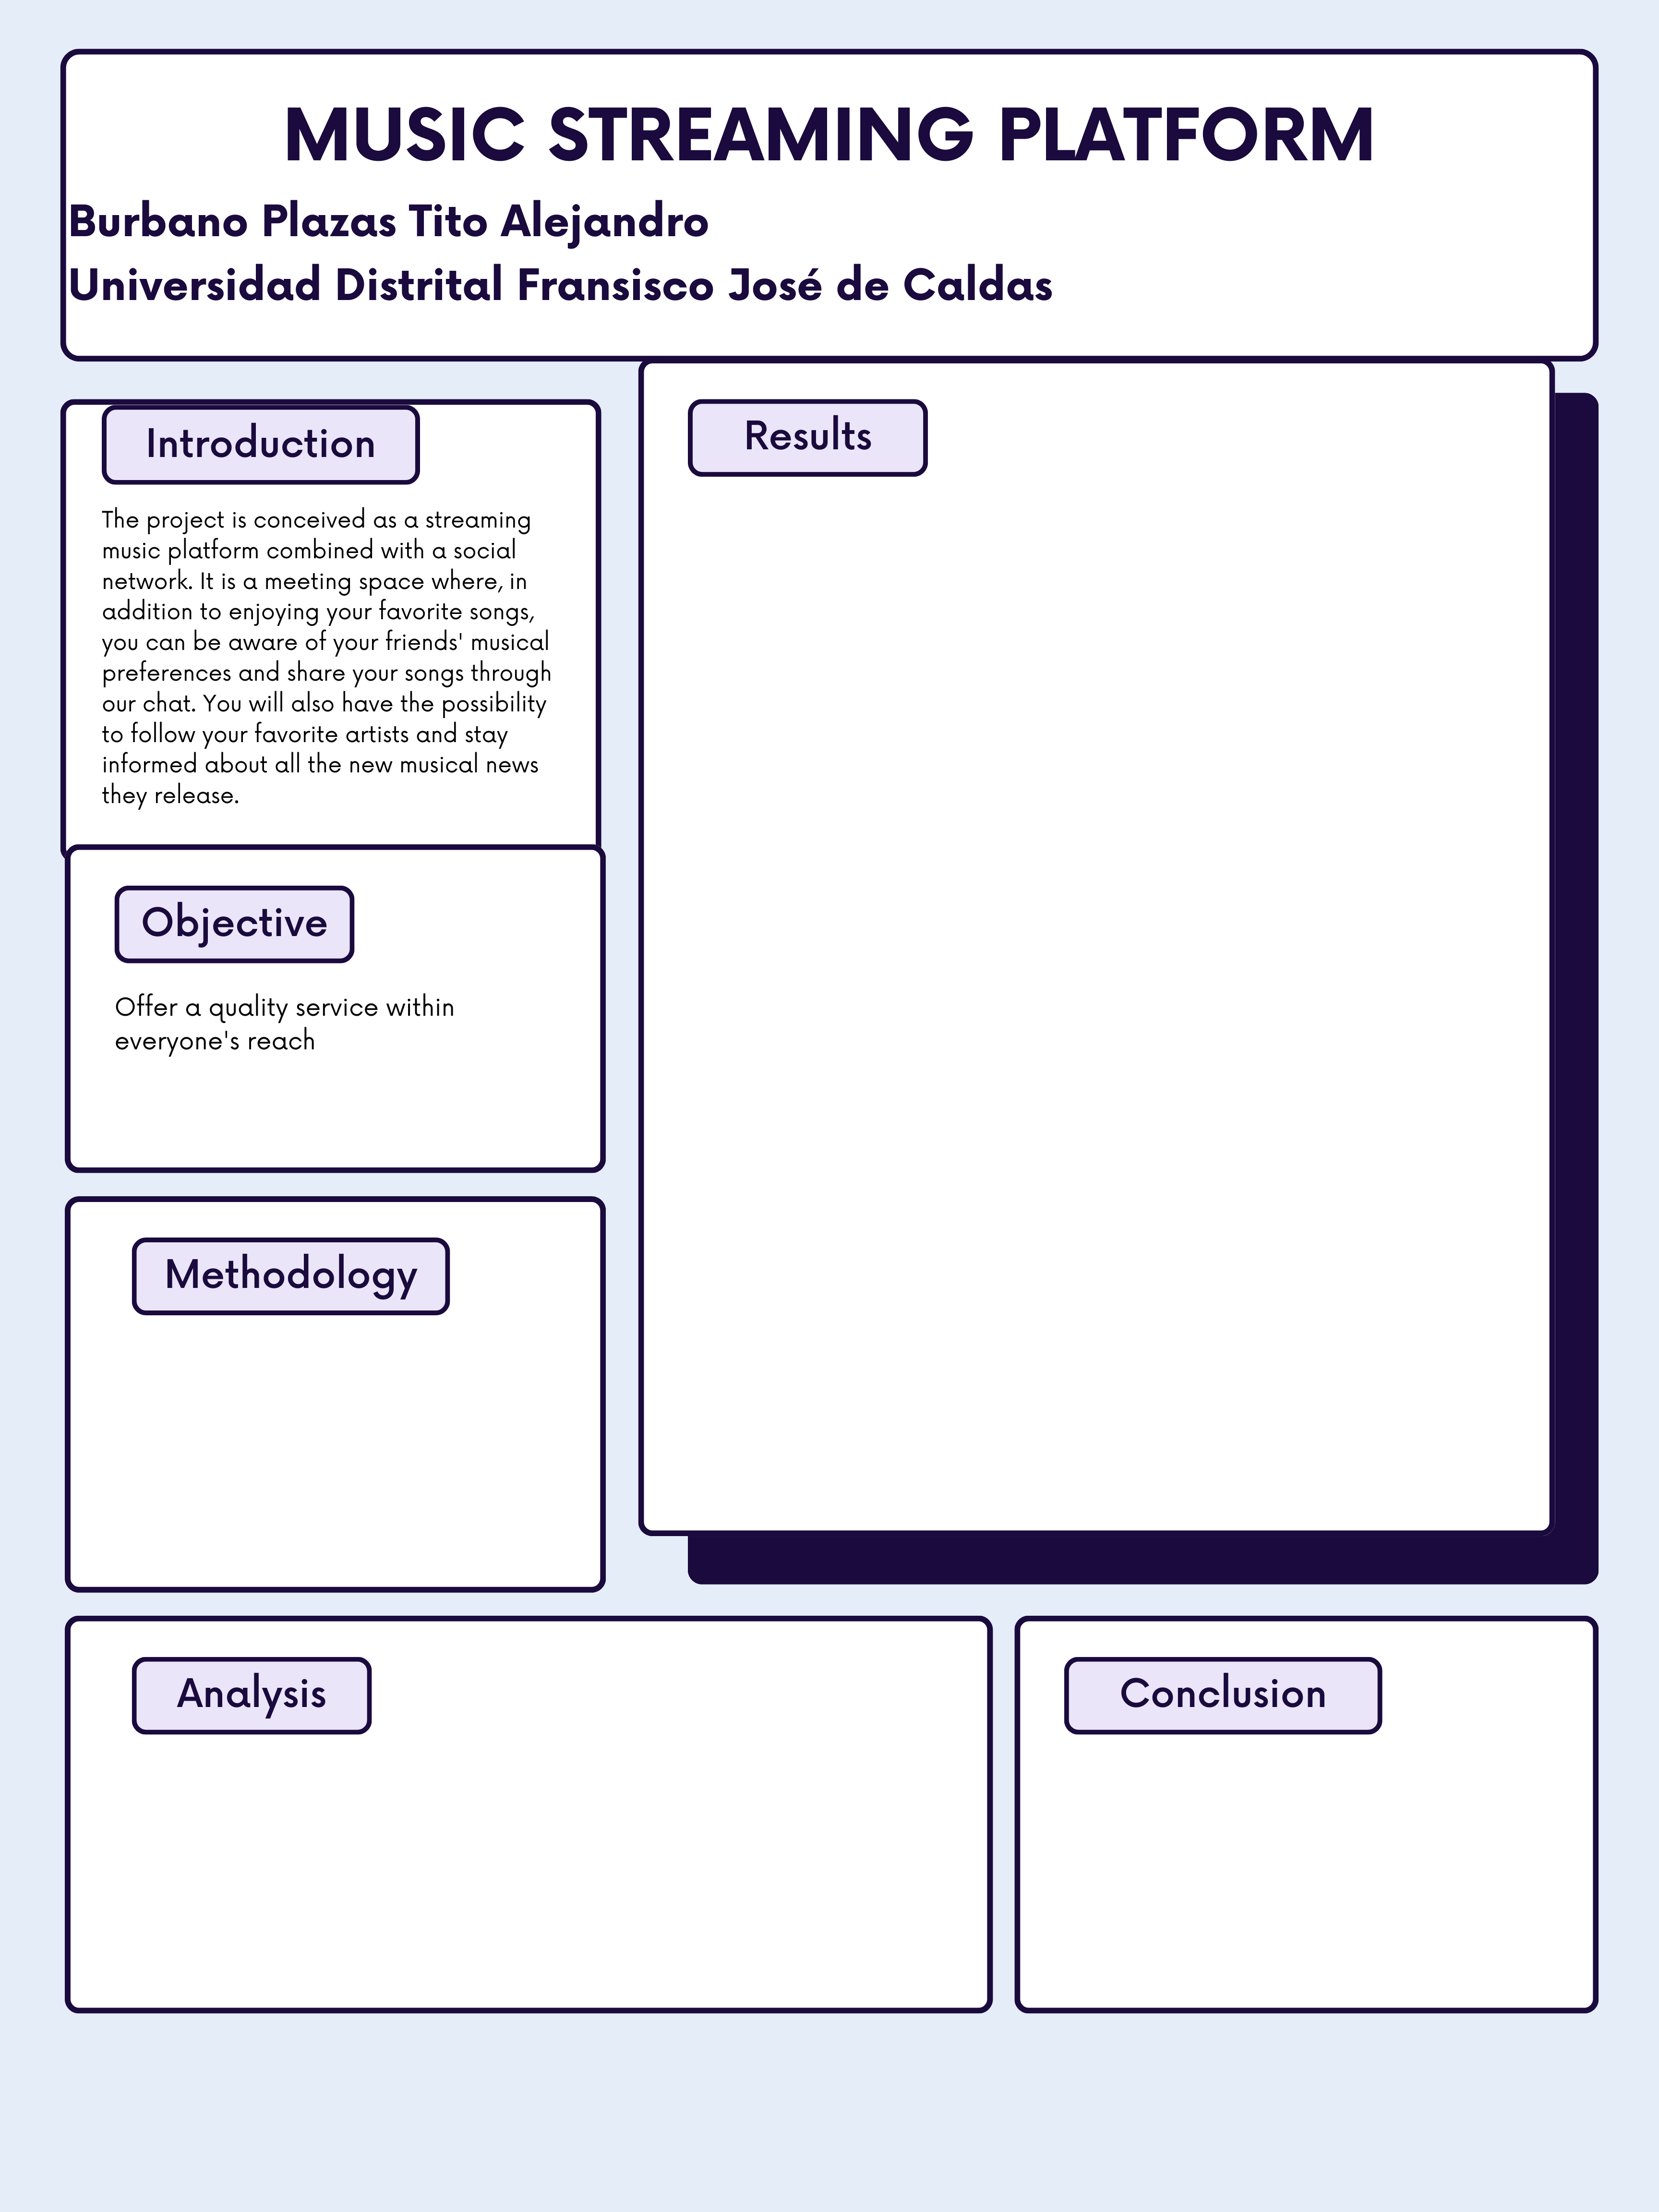 MUSIC STREAMING PLATFORM
Burbano Plazas Tito Alejandro
Universidad Distrital Fransisco José de Caldas
Introduction
The project is conceived as a streaming
music platform combined with a social
network. It is a meeting space where, in
addition to enjoying your favorite songs,
you can be aware of your friends' musical
preferences and share your songs through
our chat. You will also have the possibility
to follow your favorite artists and stay
informed about all the new musical news
they release.
Objective
Offer a quality service within
everyone's reach
Methodology
Results
Analysis
Conclusion